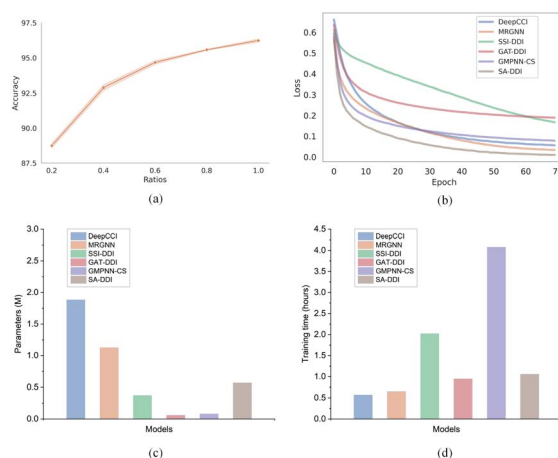 97.5
95.0
92.5
90.0
87.5
Accuracy
0.2 0.4 0.6 0.8 1.0
Ratios
(a)
0.6
0.5
0.4
0.3
0.2
0.1
0.0
Loss
DeepCCI
MRGNN
SSI-DDI
GAT-DDI
GMPNN-CS
SA-DDI
0 10 20 30 40 50 60 7
Epoch
(b)
3.0
2.5
2.0
1.5
1.0
0.5
0.0
Parameters (M)
DeepCCI
MRGNN
SSI-DDI
GAT-DDI
GMPNN-CS
SA-DDI
Models
(c)
4.5
4.0
3.5
3.0
2.5
2.0
1.5
1.0
0.5
0.0
Training time (hours)
DeepCCI
MRGNN
SSI-DDI
GAT-DDI
GMPNN-CS
SA-DDI
Models
(d)